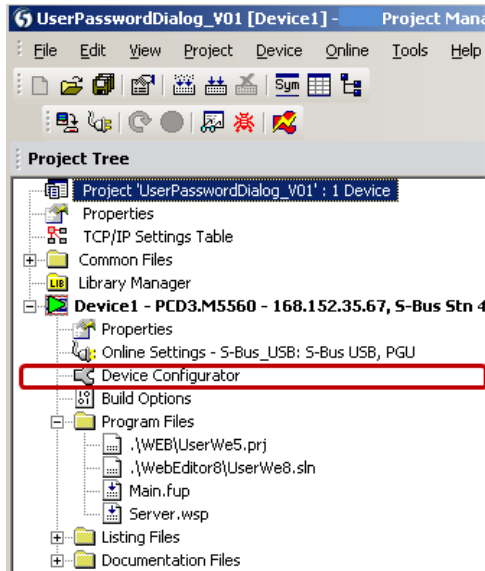 UserPasswordDialog_V01 [Device1] - Project Mana
File Edit View Project Device Online Tools Help
Sym
Project Tree
Project 'UserPasswordDialog_V01' : 1 Device
Properties
TCP/IP Settings Table
Common Files
LIB Library Manager
Device1 - PCD3.M5560 - 168.152.35.67, S-Bus Stn 4
Properties
Online Settings - S-Bus_USB: S-Bus USB, PGU
Device Configurator
Build Options
Program Files
.\WEB\UserWe5.prj
.\WebEditor8\UserWe8.sln
Main.fup
Server.wsp
Listing Files
Documentation Files